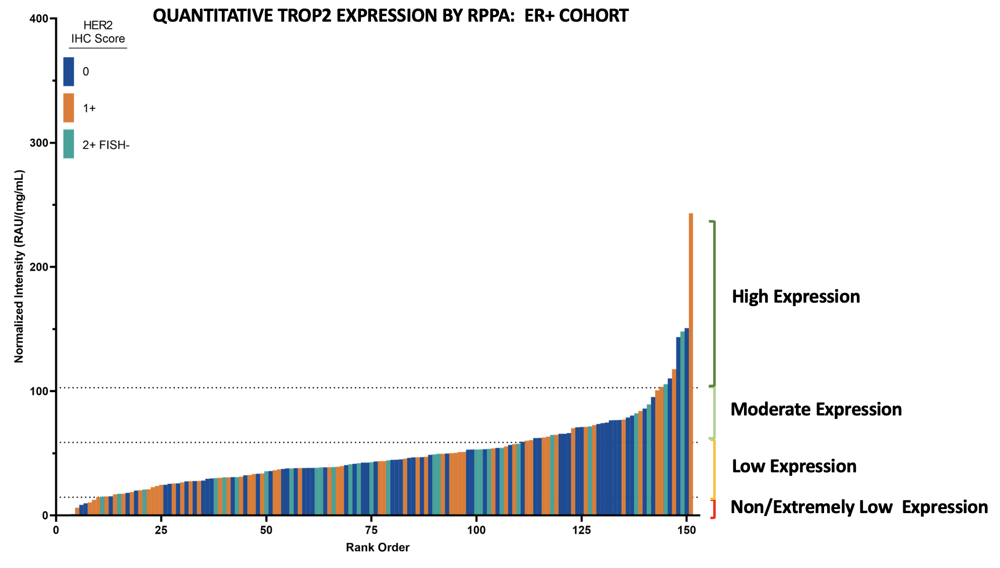 QUANTITATIVE TROP2 EXPRESSION BY RPPA:  ER+ COHORT
HER2
IHC Score
0
1+
2+ FISH-
Normalized Intensity (RAU/(mg/mL)
400
300
200
100
0
0
25
50
75
100
125
150
Rank Order
High Expression
Moderate Expression
Low Expression
Non/Extremely Low  Expression